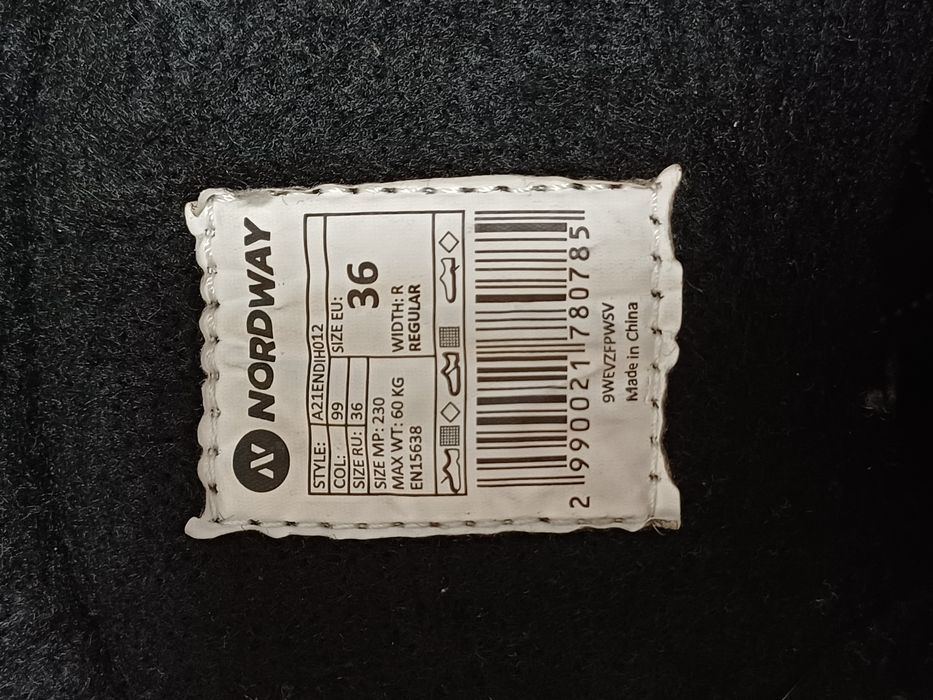 NORDWAY
STYLE: A21ENDIH012
COL: 99
SIZE RU: 36
SIZE MP: 230
MAX WT: 60 KG
EN15638
SIZE EU:
36
WIDTH: R
REGULAR
2 990021 780785
9WEVZFPWSV
Made in China